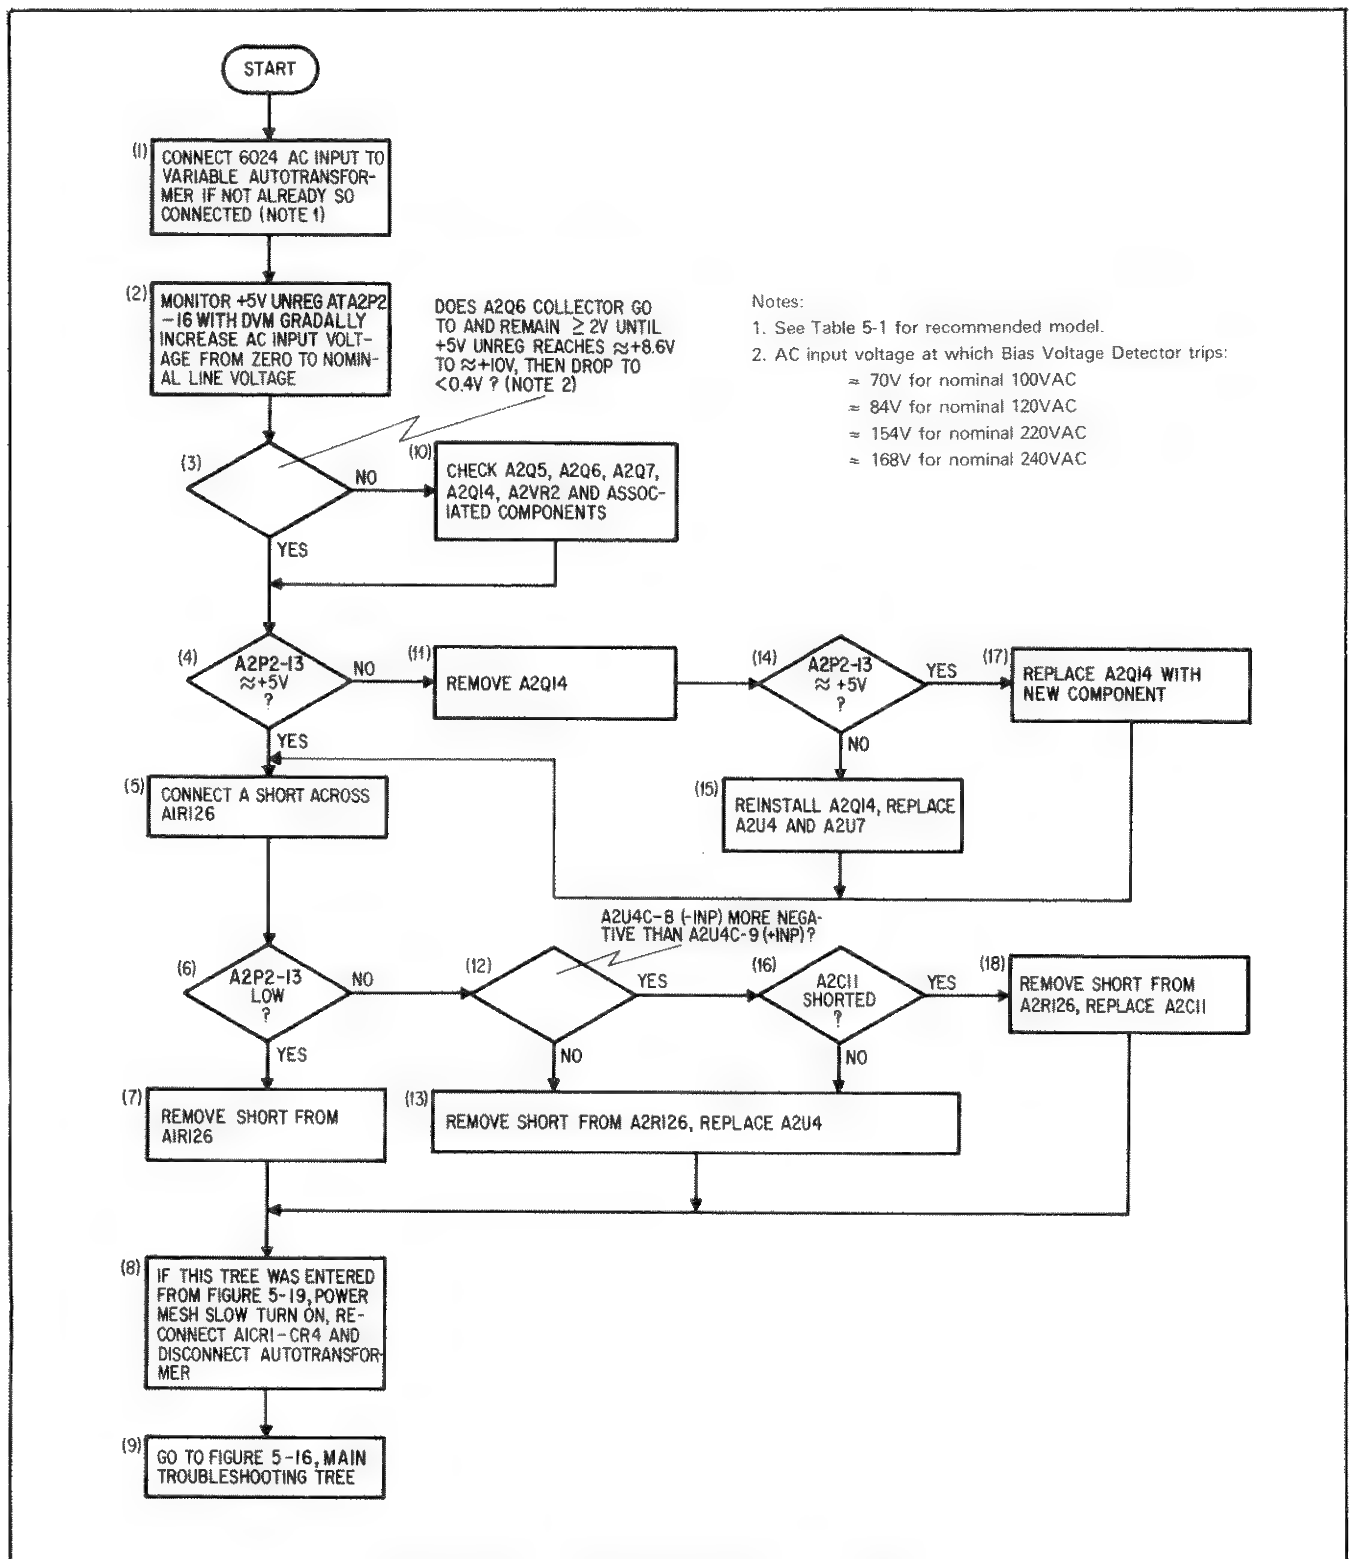 START
(1)
CONNECT 6024 AC INPUT TO
VARIABLE AUTOTRANSFOR-
MER IF NOT ALREADY SO
CONNECTED (NOTE 1)
(2)
MONITOR +5V UNREG AT A2P2
-16 WITH DVM GRADALLY
INCREASE AC INPUT VOLT-
AGE FROM ZERO TO NOMIN-
AL LINE VOLTAGE
DOES A2Q6 COLLECTOR GO
TO AND REMAIN ≥ 2V UNTIL
+5V UNREG REACHES ≈+8.6V
TO ≈+10V, THEN DROP TO
<0.4V ? (NOTE 2)
Notes:
1. See Table 5-1 for recommended model.
2. AC input voltage at which Bias Voltage Detector trips:
≈ 70V for nominal 100VAC
≈ 84V for nominal 120VAC
≈ 154V for nominal 220VAC
≈ 168V for nominal 240VAC
(3)
NO
YES
(10)
CHECK A2Q5, A2Q6, A2Q7,
A2Q14, A2VR2 AND ASSOC-
IATED COMPONENTS
(4)
A2P2-13
≈+5V
?
NO
YES
(11)
REMOVE A2Q14
(14)
A2P2-13
≈ +5V
?
YES
NO
(17)
REPLACE A2Q14 WITH
NEW COMPONENT
(5)
CONNECT A SHORT ACROSS
A1R126
(15)
REINSTALL A2Q14, REPLACE
A2U4 AND A2U7
A2U4C-8 (-INP) MORE NEGA-
TIVE THAN A2U4C-9 (+INP)?
(6)
A2P2-13
LOW
?
NO
YES
(12)
YES
NO
(16)
A2C11
SHORTED
?
YES
NO
(18)
REMOVE SHORT FROM
A2R126, REPLACE A2C11
(7)
REMOVE SHORT FROM
A1R126
(13)
REMOVE SHORT FROM A2R126, REPLACE A2U4
(8)
IF THIS TREE WAS ENTERED
FROM FIGURE 5-19, POWER
MESH SLOW TURN ON, RE-
CONNECT A1CR1-CR4 AND
DISCONNECT AUTOTRANSFOR-
MER
(9)
GO TO FIGURE 5-16, MAIN
TROUBLESHOOTING TREE